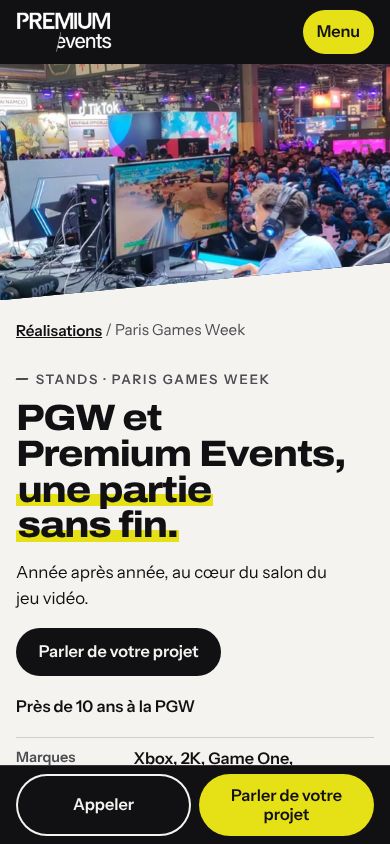 PREMIUM
events
Menu
TikTok
intel
Réalisations / Paris Games Week
— STANDS · PARIS GAMES WEEK
PGW et
Premium Events,
une partie
sans fin.
Année après année, au cœur du salon du
jeu vidéo.
Parler de votre projet
Près de 10 ans à la PGW
Marques
Xbox, 2K, Game One,
Appeler
Parler de votre
projet